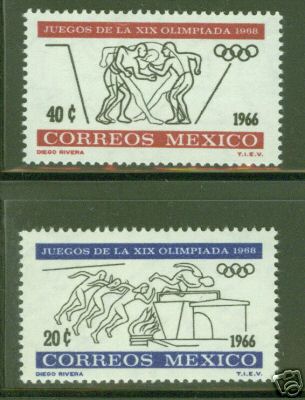 JUEGOS DE LA XIX OLIMPIADA 1968
40 ¢
1966
CORREOS MEXICO
DIEGO RIVERA T.I.E.V.
JUEGOS DE LA XIX OLIMPIADA 1968
20 ¢
1966
CORREOS MEXICO
DIEGO RIVERA T.I.E.V.